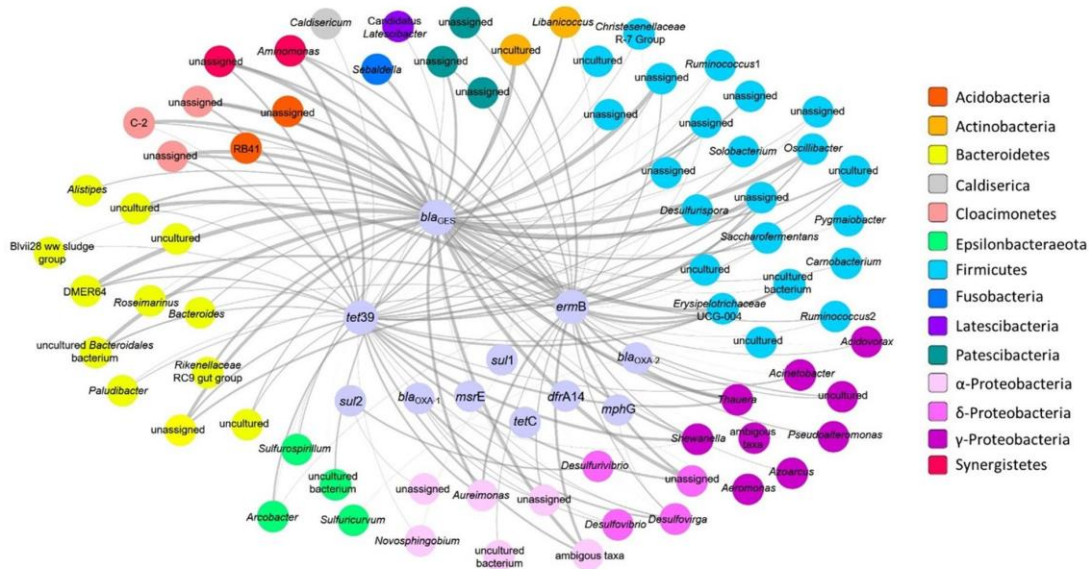 Caldisericum
Candidatus
Latescibacter
unassigned
Libanicoccus
Christesenellaceae
R-7 Group
unassigned
Aminomonas
Sebaldella
unassigned
uncultured
uncultured
unassigned
Ruminococcus1
unassigned
unassigned
unassigned
unassigned
unassigned
C-2
unassigned
unassigned
unassigned
RB41
Solobacterium
Oscillibacter
unassigned
uncultured
Alistipes
uncultured
blaGES
Desulfurispora
unassigned
Pygmaiobacter
Blvii28 ww sludge
group
uncultured
Saccharofermentans
Carnobacterium
DMER64
Roseimarinus
Bacteroides
uncultured
uncultured
bacterium
tet39
ermB
Erysipelotrichaceae
UCG-004
Ruminococcus2
uncultured Bacteroidales
bacterium
uncultured
Acidovorax
Rikenellaceae
RC9 gut group
sul1
blaOXA-2
Acinetobacter
Paludibacter
sul2
blaOXA-1
msrE
dfrA14
mphG
Thauera
uncultured
unassigned
uncultured
tetC
Shewanella
ambigous
taxa
Pseudoalteromonas
Sulfurospirillum
uncultured
bacterium
Desulfurivibrio
unassigned
Azoarcus
Aeromonas
unassigned
Aureimonas
unassigned
Arcobacter
Sulfuricurvum
Desulfovibrio
Desulfovirga
Novosphingobium
uncultured
bacterium
ambigous taxa
Acidobacteria
Actinobacteria
Bacteroidetes
Caldiserica
Cloacimonetes
Epsilonbacteraeota
Firmicutes
Fusobacteria
Latescibacteria
Patescibacteria
α-Proteobacteria
δ-Proteobacteria
γ-Proteobacteria
Synergistetes